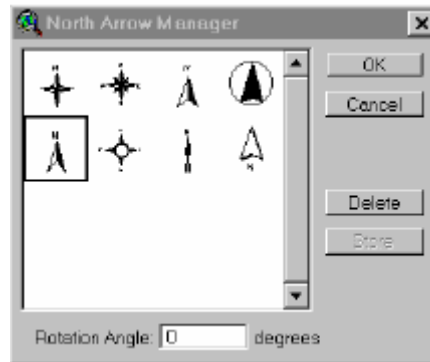 North Arrow Manager
OK
Cancel
Delete
Store
Rotation Angle: 0 degrees